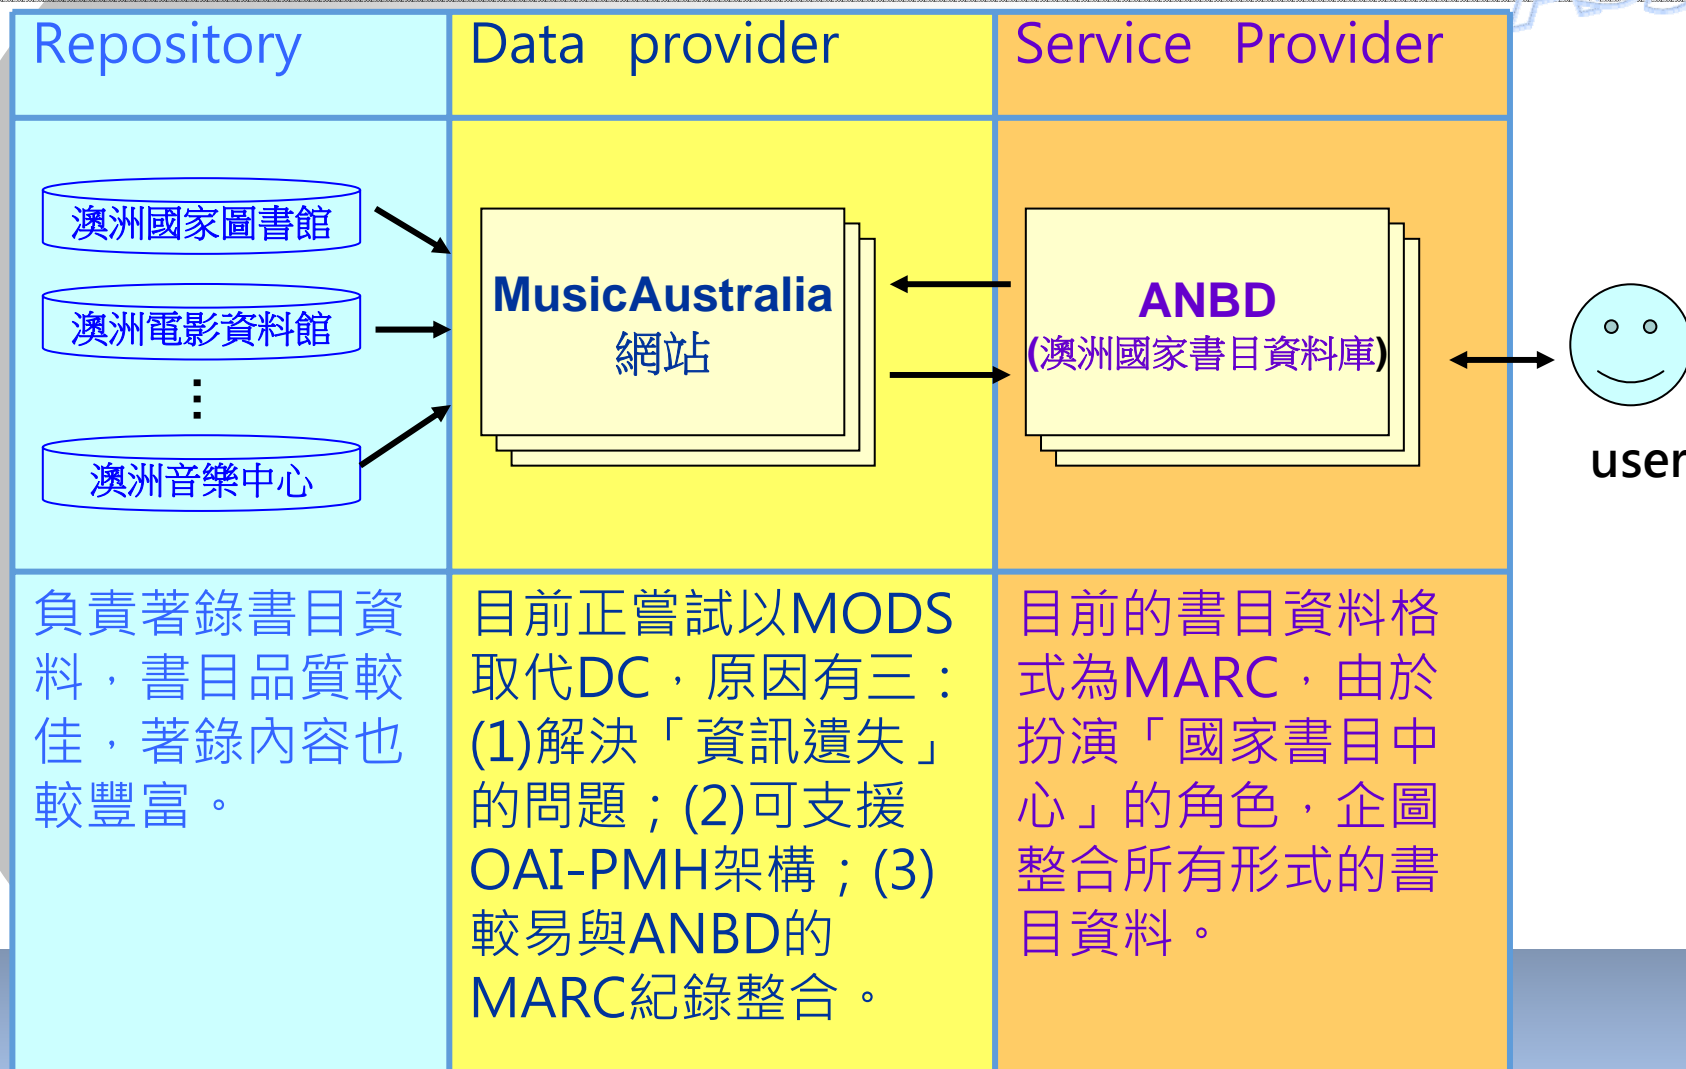 Repository
Data provider
Service Provider
澳洲國家圖書館
澳洲電影資料館
⋮
澳洲音樂中心
MusicAustralia
網站
ANBD
(澳洲國家書目資料庫)
user
負責著錄書目資
料，書目品質較
佳，著錄內容也
較豐富。
目前正嘗試以MODS
取代DC，原因有三：
(1)解決「資訊遺失」
的問題；(2)可支援
OAI-PMH架構；(3)
較易與ANBD的
MARC紀錄整合。
目前的書目資料格
式為MARC，由於
扮演「國家書目中
心」的角色，企圖
整合所有形式的書
目資料。